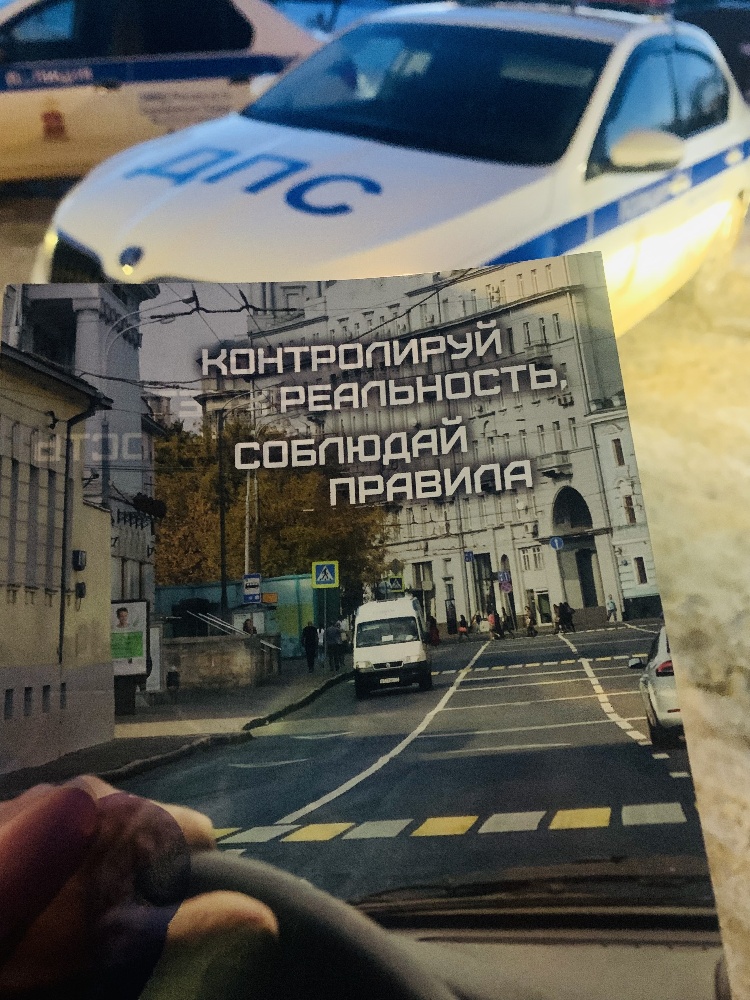 ДПС
КОНТРОЛИРУЙ
РЕАЛЬНОСТЬ,
СОБЛЮДАЙ
ПРАВИЛА